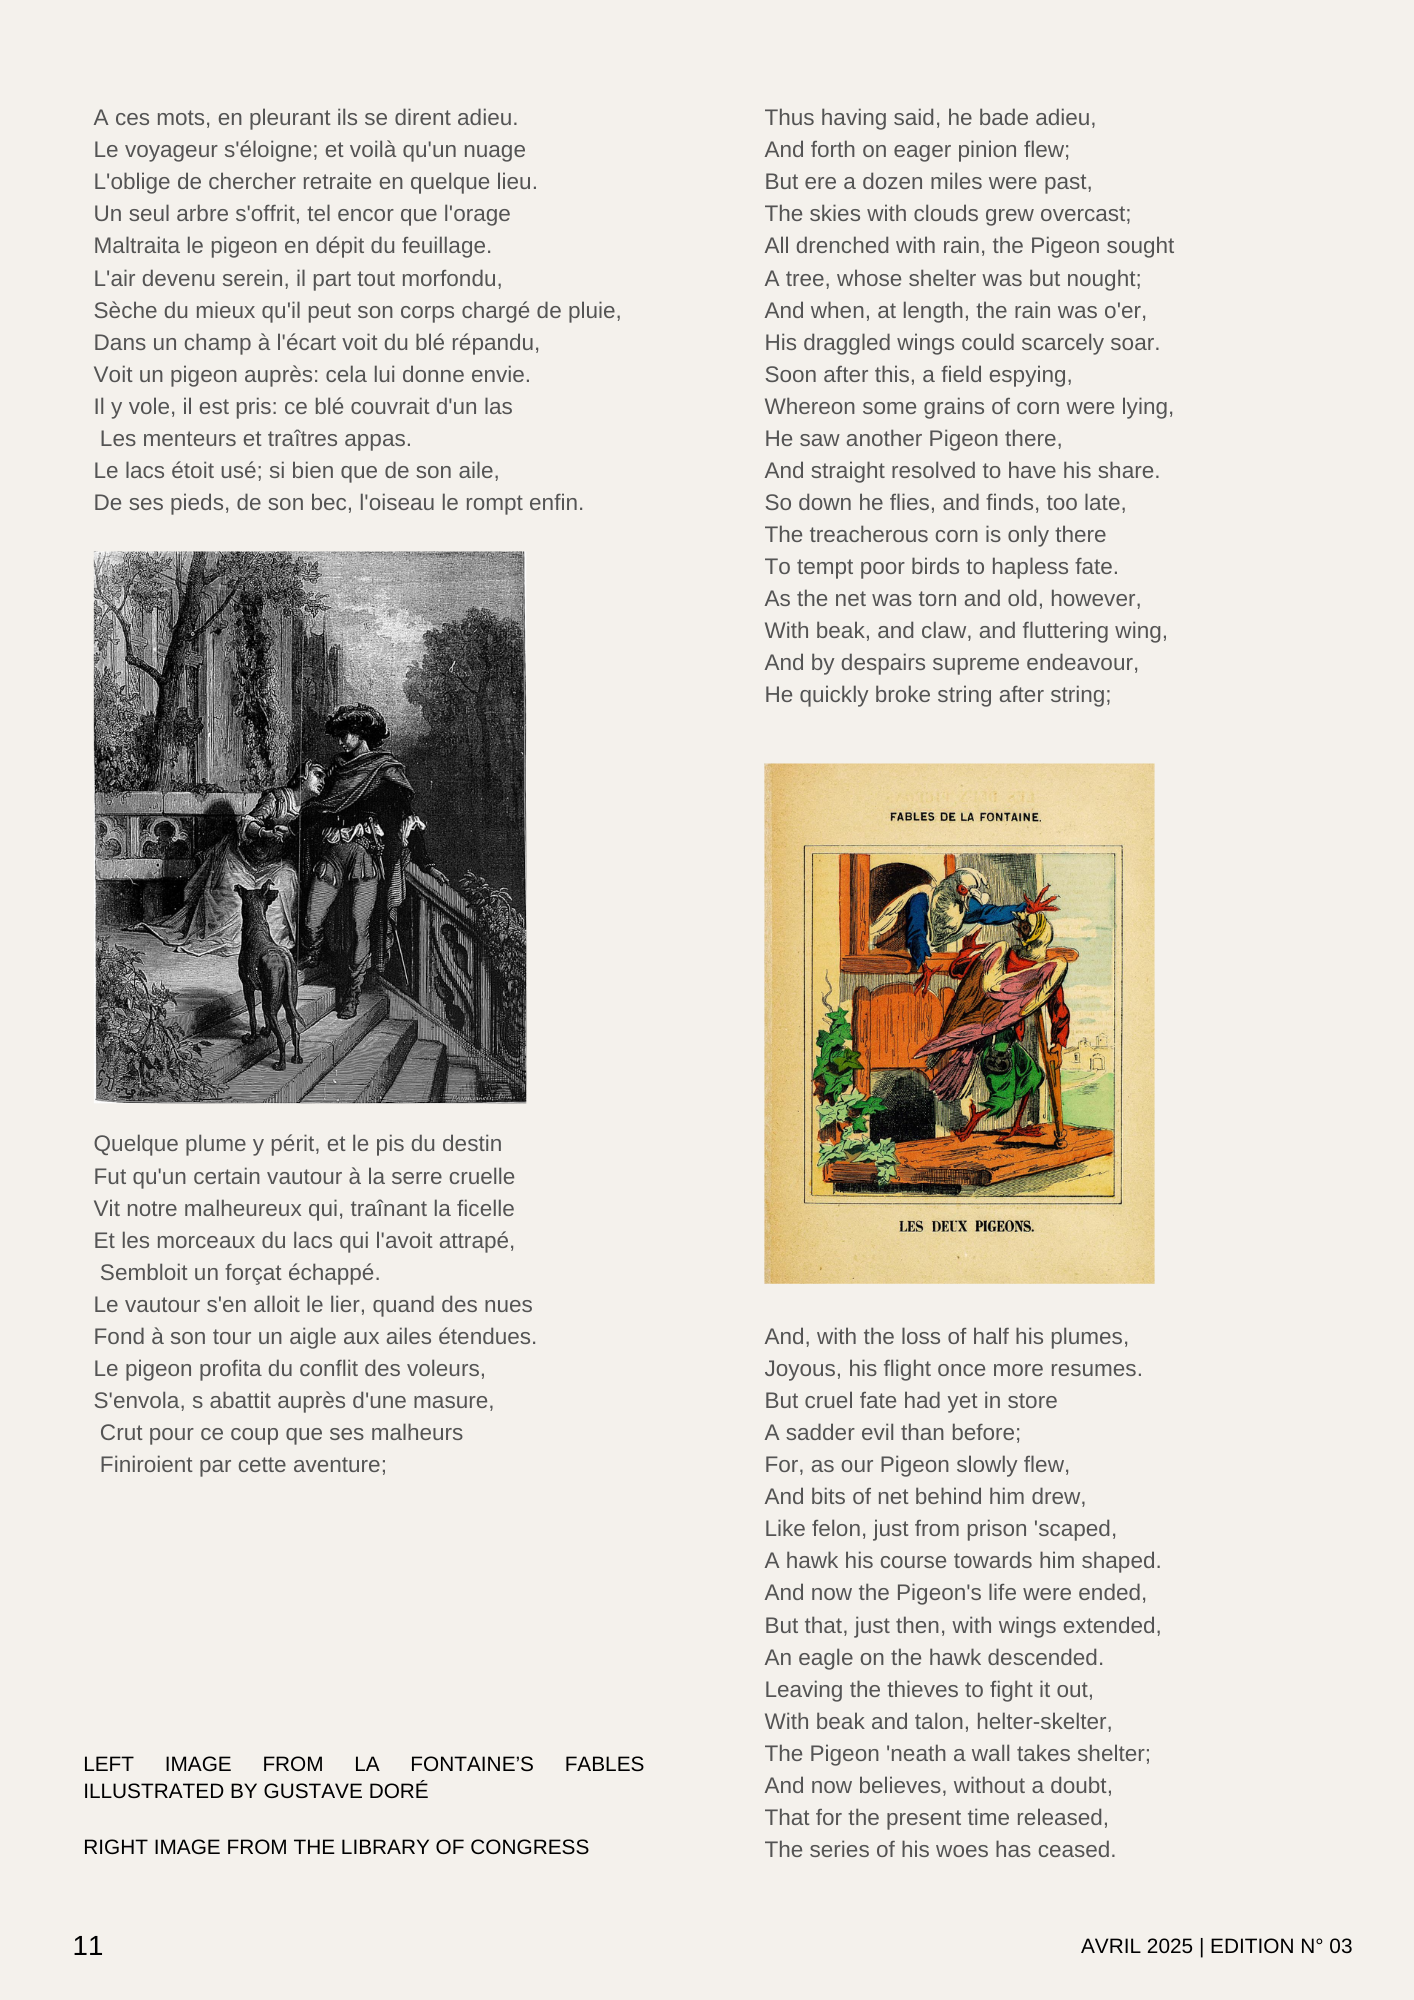 A ces mots, en pleurant ils se dirent adieu.
Le voyageur s'éloigne; et voilà qu'un nuage
L'oblige de chercher retraite en quelque lieu.
Un seul arbre s'offrit, tel encor que l'orage
Maltraita le pigeon en dépit du feuillage.
L'air devenu serein, il part tout morfondu,
Sèche du mieux qu'il peut son corps chargé de pluie,
Dans un champ à l'écart voit du blé répandu,
Voit un pigeon auprès: cela lui donne envie.
Il y vole, il est pris: ce blé couvrait d'un las
Les menteurs et traîtres appas.
Le lacs étoit usé; si bien que de son aile,
De ses pieds, de son bec, l'oiseau le rompt enfin.
Quelque plume y périt, et le pis du destin
Fut qu'un certain vautour à la serre cruelle
Vit notre malheureux qui, traînant la ficelle
Et les morceaux du lacs qui l'avoit attrapé,
Sembloit un forçat échappé.
Le vautour s'en alloit le lier, quand des nues
Fond à son tour un aigle aux ailes étendues.
Le pigeon profita du conflit des voleurs,
S'envola, s abattit auprès d'une masure,
Crut pour ce coup que ses malheurs
Finiroient par cette aventure;
LEFT IMAGE FROM LA FONTAINE’S FABLES
ILLUSTRATED BY GUSTAVE DORÉ
RIGHT IMAGE FROM THE LIBRARY OF CONGRESS
Thus having said, he bade adieu,
And forth on eager pinion flew;
But ere a dozen miles were past,
The skies with clouds grew overcast;
All drenched with rain, the Pigeon sought
A tree, whose shelter was but nought;
And when, at length, the rain was o'er,
His draggled wings could scarcely soar.
Soon after this, a field espying,
Whereon some grains of corn were lying,
He saw another Pigeon there,
And straight resolved to have his share.
So down he flies, and finds, too late,
The treacherous corn is only there
To tempt poor birds to hapless fate.
As the net was torn and old, however,
With beak, and claw, and fluttering wing,
And by despairs supreme endeavour,
He quickly broke string after string;
FABLES DE LA FONTAINE.
LES DEUX PIGEONS.
And, with the loss of half his plumes,
Joyous, his flight once more resumes.
But cruel fate had yet in store
A sadder evil than before;
For, as our Pigeon slowly flew,
And bits of net behind him drew,
Like felon, just from prison 'scaped,
A hawk his course towards him shaped.
And now the Pigeon's life were ended,
But that, just then, with wings extended,
An eagle on the hawk descended.
Leaving the thieves to fight it out,
With beak and talon, helter-skelter,
The Pigeon 'neath a wall takes shelter;
And now believes, without a doubt,
That for the present time released,
The series of his woes has ceased.
11
AVRIL 2025 | EDITION N° 03